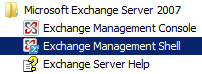 Microsoft Exchange Server 2007
Exchange Management Console
Exchange Management Shell
Exchange Server Help